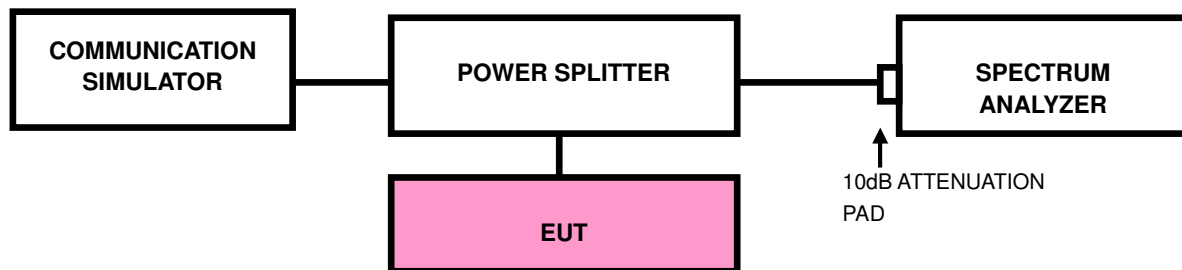 COMMUNICATION
SIMULATOR
POWER SPLITTER
SPECTRUM
ANALYZER
10dB ATTENUATION
PAD
EUT